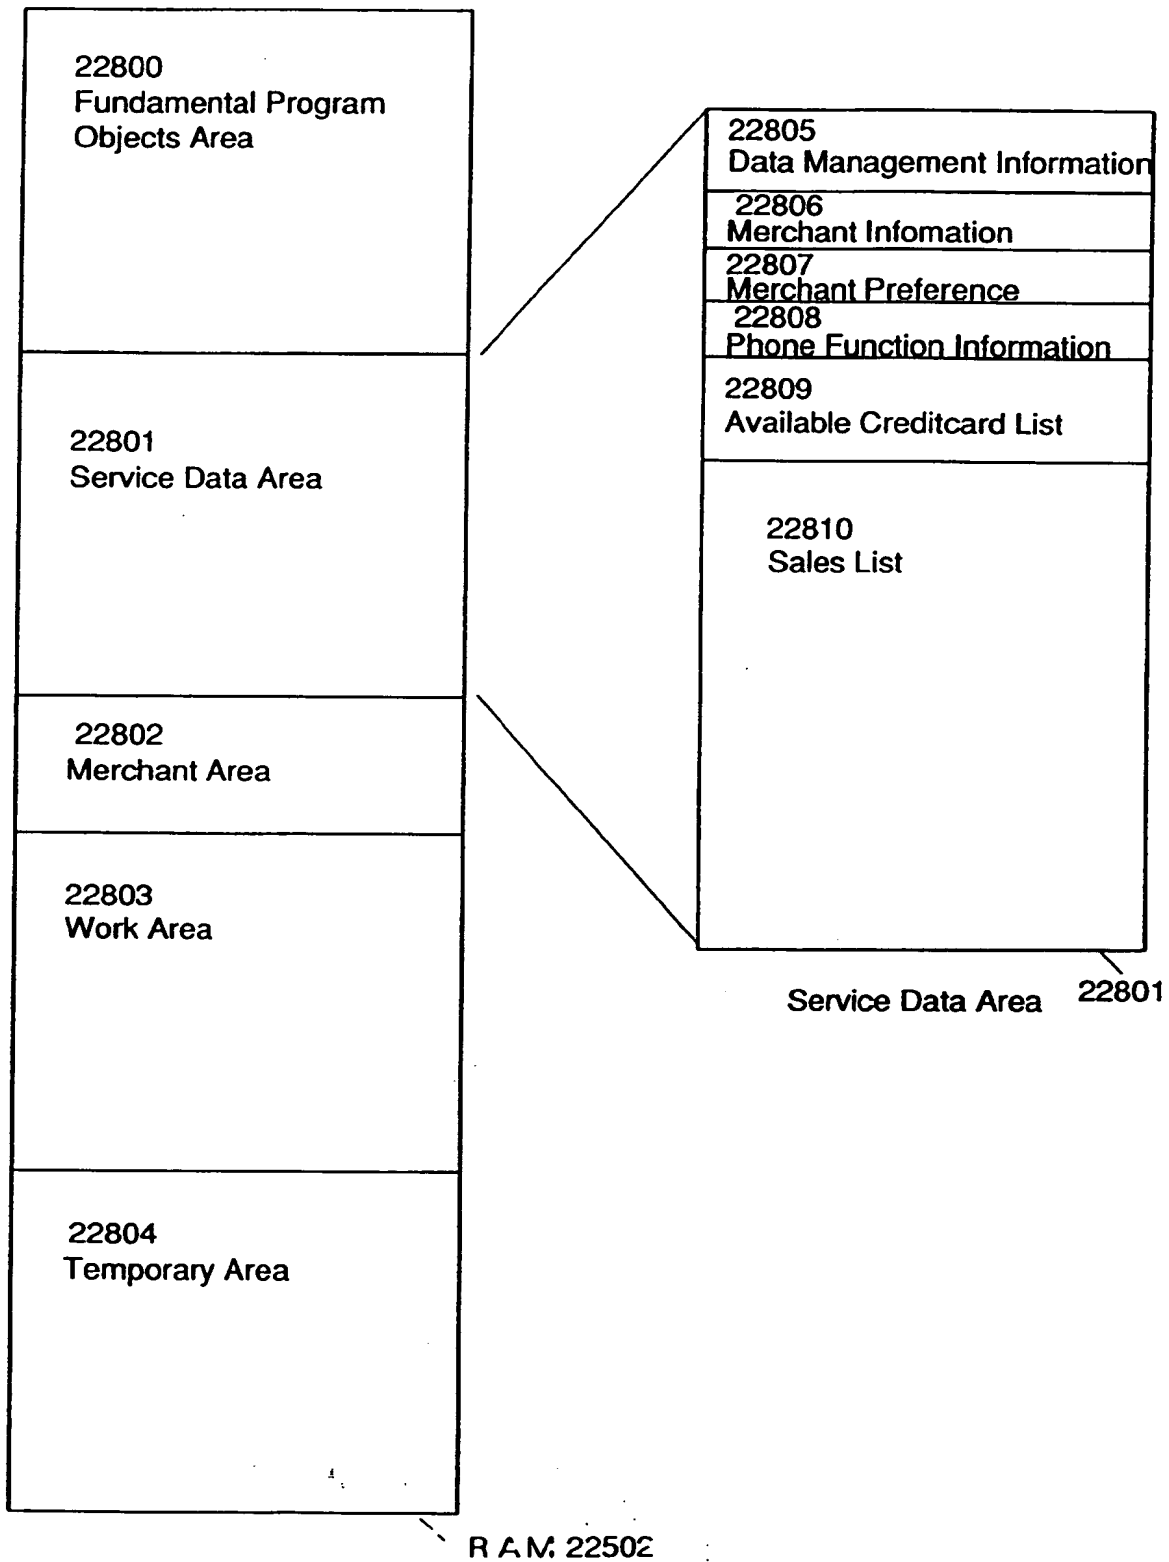 22800
Fundamental Program
Objects Area
22801
Service Data Area
22802
Merchant Area
22803
Work Area
22804
Temporary Area
RAM 22502
22805
Data Management Information
22806
Merchant Infomation
22807
Merchant Preference
22808
Phone Function Information
22809
Available Creditcard List
22810
Sales List
Service Data Area 22801